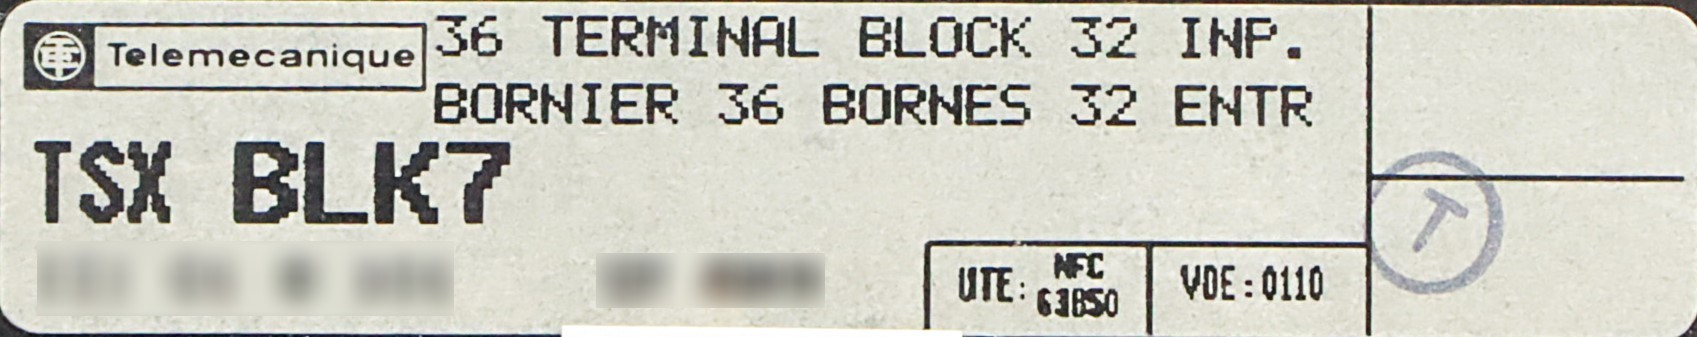 Telemecanique
36 TERMINAL BLOCK 32 INP.
BORNIER 36 BORNES 32 ENTR
TSX BLK7
UTE: NFC 63850
VDE:0110
T